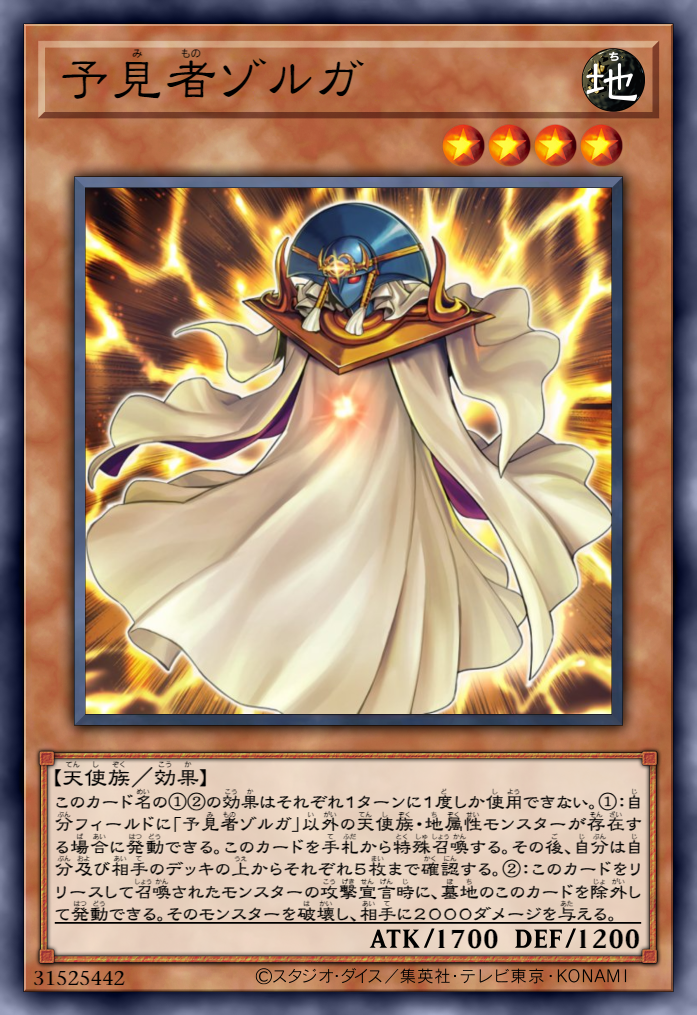 予見者ゾルガ
地
【天使族／効果】
このカード名の①②の効果はそれぞれ1ターンに1度しか使用できない。①：自
分フィールドに「予見者ゾルガ」以外の天使族・地属性モンスターが存在す
る場合に発動できる。このカードを手札から特殊召喚する。その後、自分は自
分及び相手のデッキの上からそれぞれ5枚まで確認する。②：このカードをリ
リースして召喚されたモンスターの攻撃宣言時に、墓地のこのカードを除外し
て発動できる。そのモンスターを破壊し、相手に2000ダメージを与える。
ATK/1700 DEF/1200
31525442 ©スタジオ・ダイス／集英社・テレビ東京・KONAMI